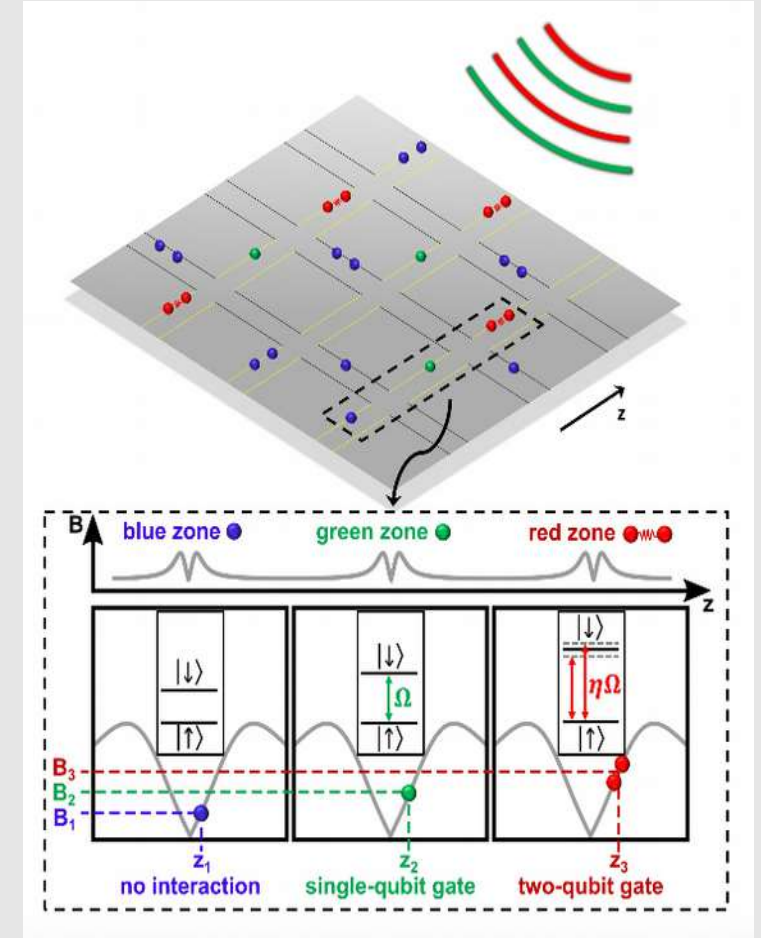 z
B
blue zone
green zone
red zone
z
|↓⟩
|↑⟩
|↓⟩
Ω
|↑⟩
|↓⟩
ηΩ
|↑⟩
B₃
B₂
B₁
z₁
z₂
z₃
no interaction
single-qubit gate
two-qubit gate